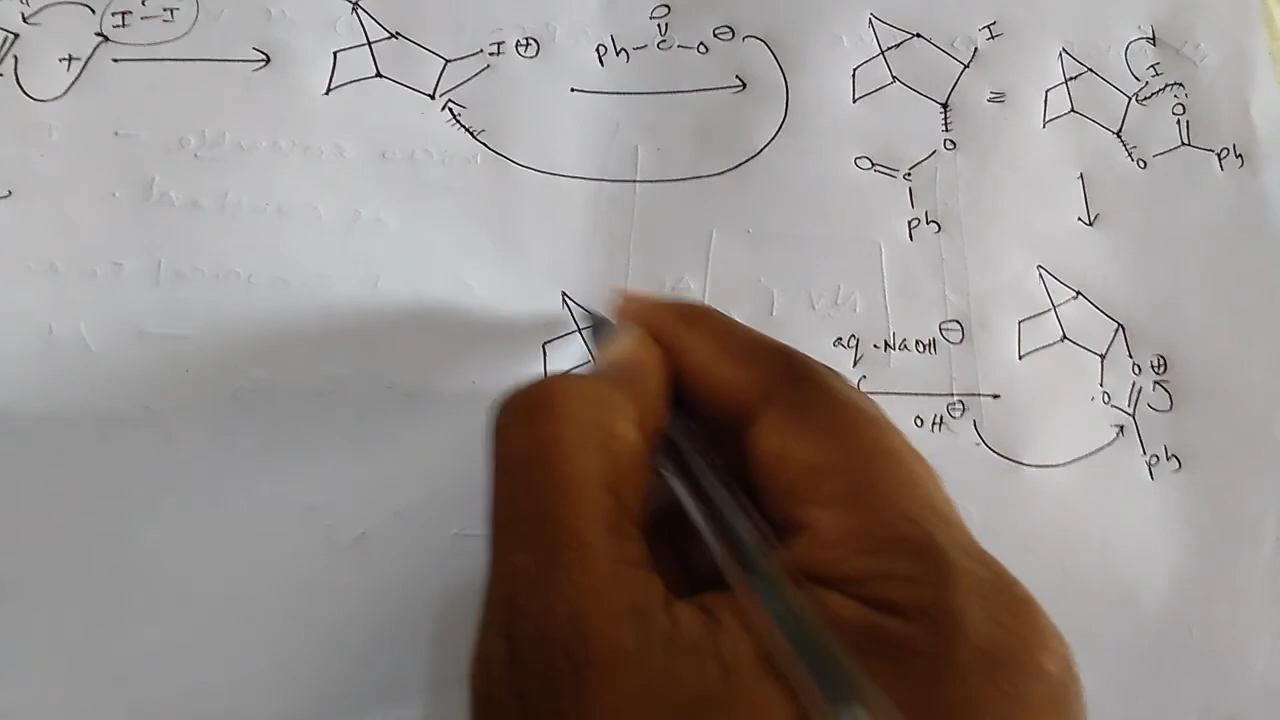 I-I
+
I⊕
Ph-C-O⊖
O
I
O
O=C
Ph
≡
I
O
O
Ph
aq. NaOH⊖
OH⊖
O⊕
O
Ph